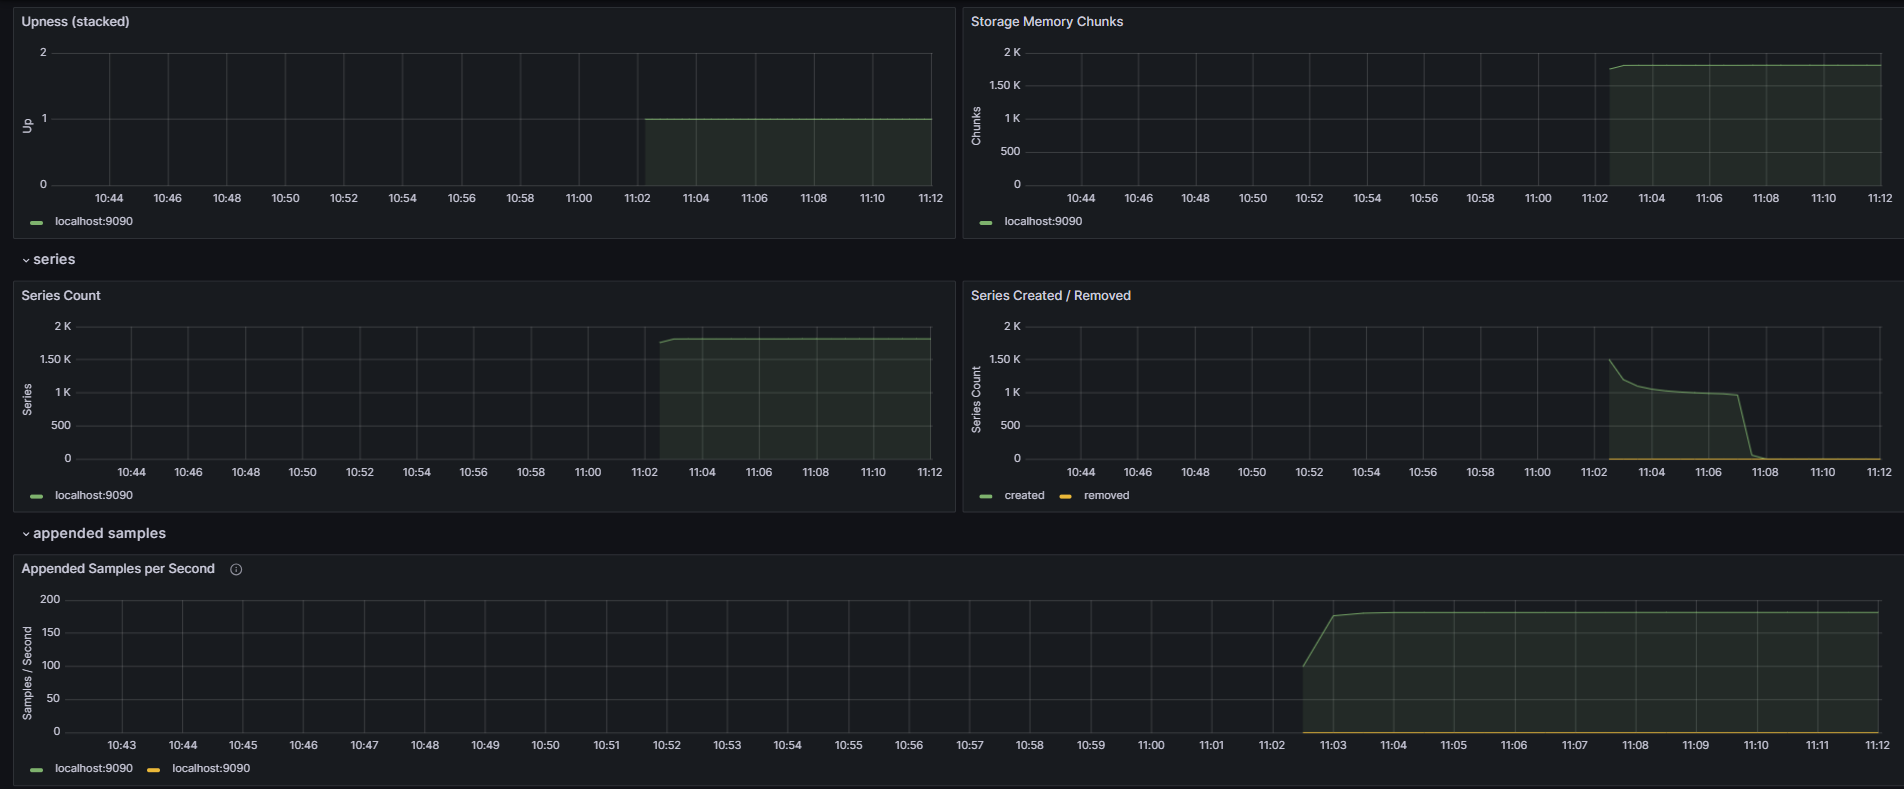 Upness (stacked)
2
1
0
Up
10:44 10:46 10:48 10:50 10:52 10:54 10:56 10:58 11:00 11:02 11:04 11:06 11:08 11:10 11:12
localhost:9090
Storage Memory Chunks
2 K
1.50 K
1 K
500
0
Chunks
10:44 10:46 10:48 10:50 10:52 10:54 10:56 10:58 11:00 11:02 11:04 11:06 11:08 11:10 11:12
localhost:9090
series
Series Count
2 K
1.50 K
1 K
500
0
Series
10:44 10:46 10:48 10:50 10:52 10:54 10:56 10:58 11:00 11:02 11:04 11:06 11:08 11:10 11:12
localhost:9090
Series Created / Removed
2 K
1.50 K
1 K
500
0
Series Count
10:44 10:46 10:48 10:50 10:52 10:54 10:56 10:58 11:00 11:02 11:04 11:06 11:08 11:10 11:12
created removed
appended samples
Appended Samples per Second
200
150
100
50
0
Samples / Second
10:43 10:44 10:45 10:46 10:47 10:48 10:49 10:50 10:51 10:52 10:53 10:54 10:55 10:56 10:57 10:58 10:59 11:00 11:01 11:02 11:03 11:04 11:05 11:06 11:07 11:08 11:09 11:10 11:11 11:12
localhost:9090 localhost:9090